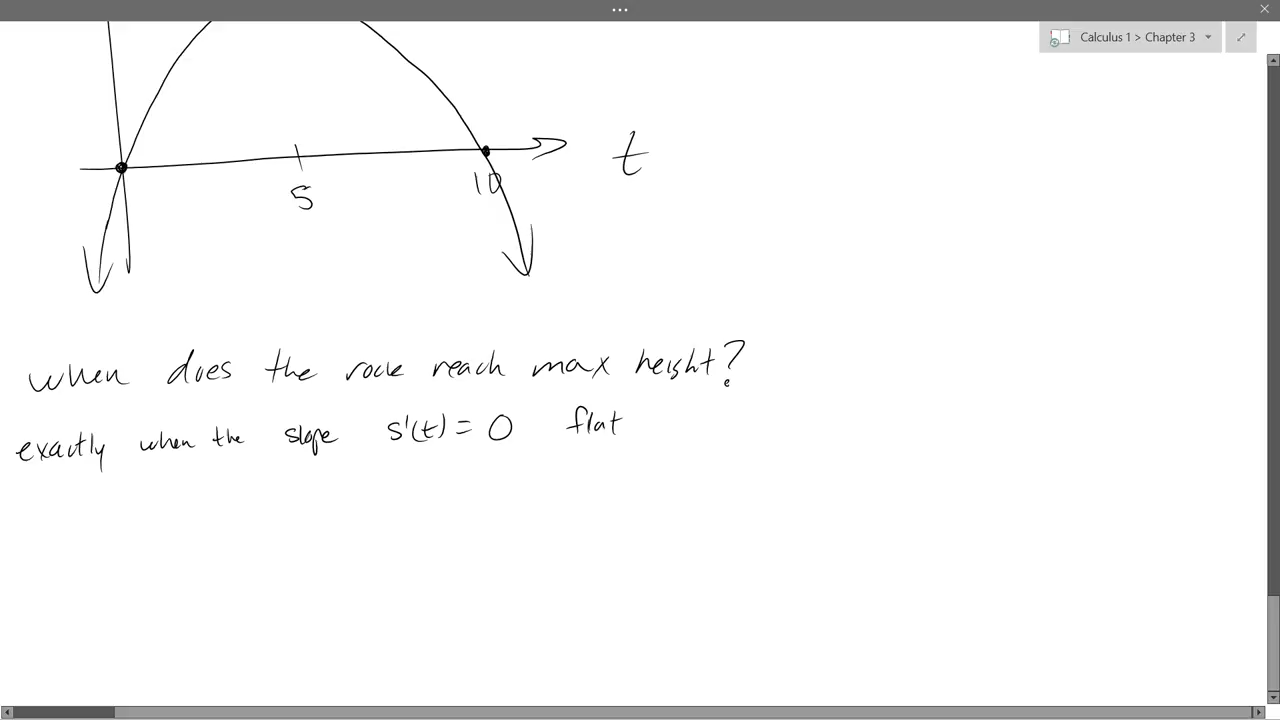 Calculus 1 > Chapter 3
t
5
10
when does the rock reach max height?
exactly when the slope s'(t) = 0 flat